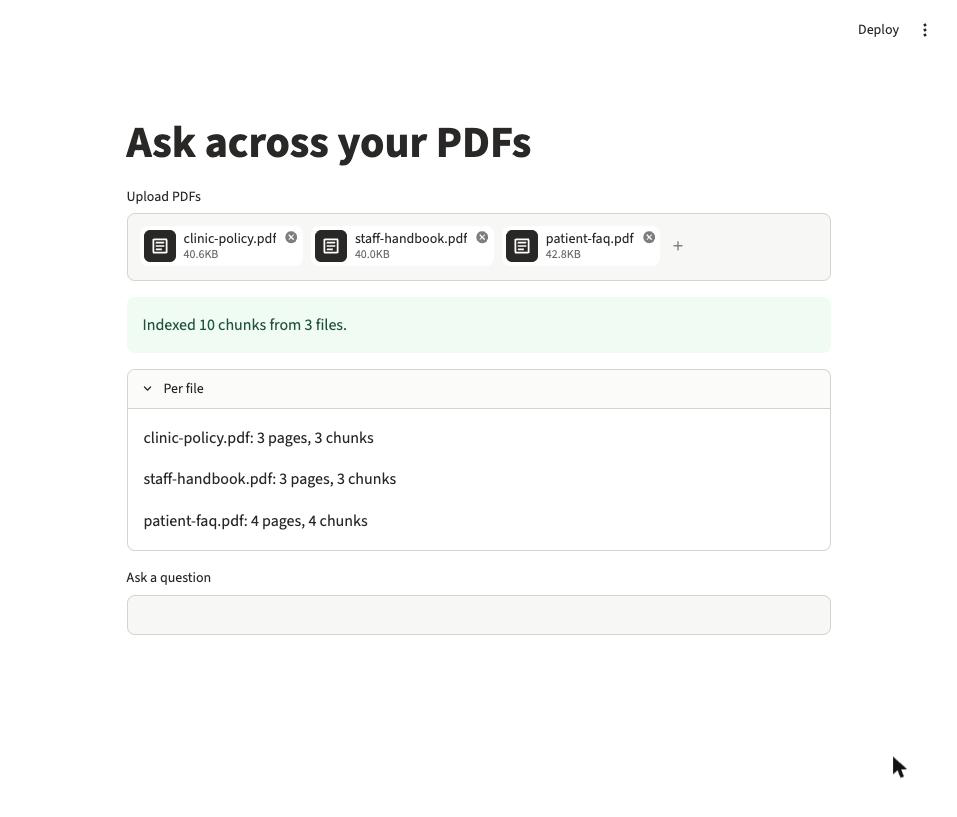 Deploy
Ask across your PDFs
Upload PDFs
clinic-policy.pdf
40.6KB
staff-handbook.pdf
40.0KB
patient-faq.pdf
42.8KB
Indexed 10 chunks from 3 files.
Per file
clinic-policy.pdf: 3 pages, 3 chunks
staff-handbook.pdf: 3 pages, 3 chunks
patient-faq.pdf: 4 pages, 4 chunks
Ask a question